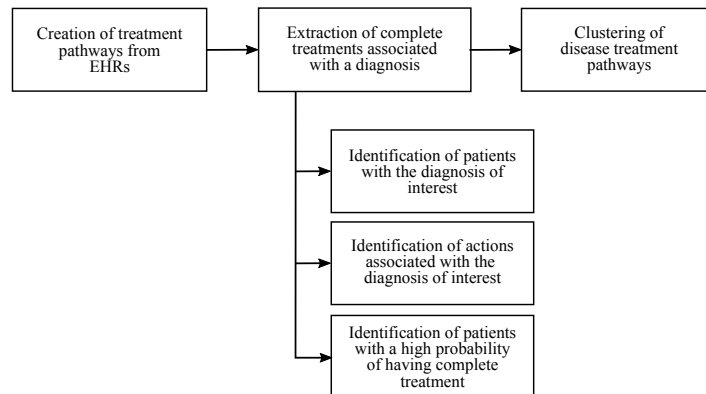 Creation of treatment
pathways from
EHRs
Extraction of complete
treatments associated
with a diagnosis
Clustering of
disease treatment
pathways
Identification of patients
with the diagnosis of
interest
Identification of actions
associated with the
diagnosis of interest
Identification of patients
with a high probability
of having complete
treatment